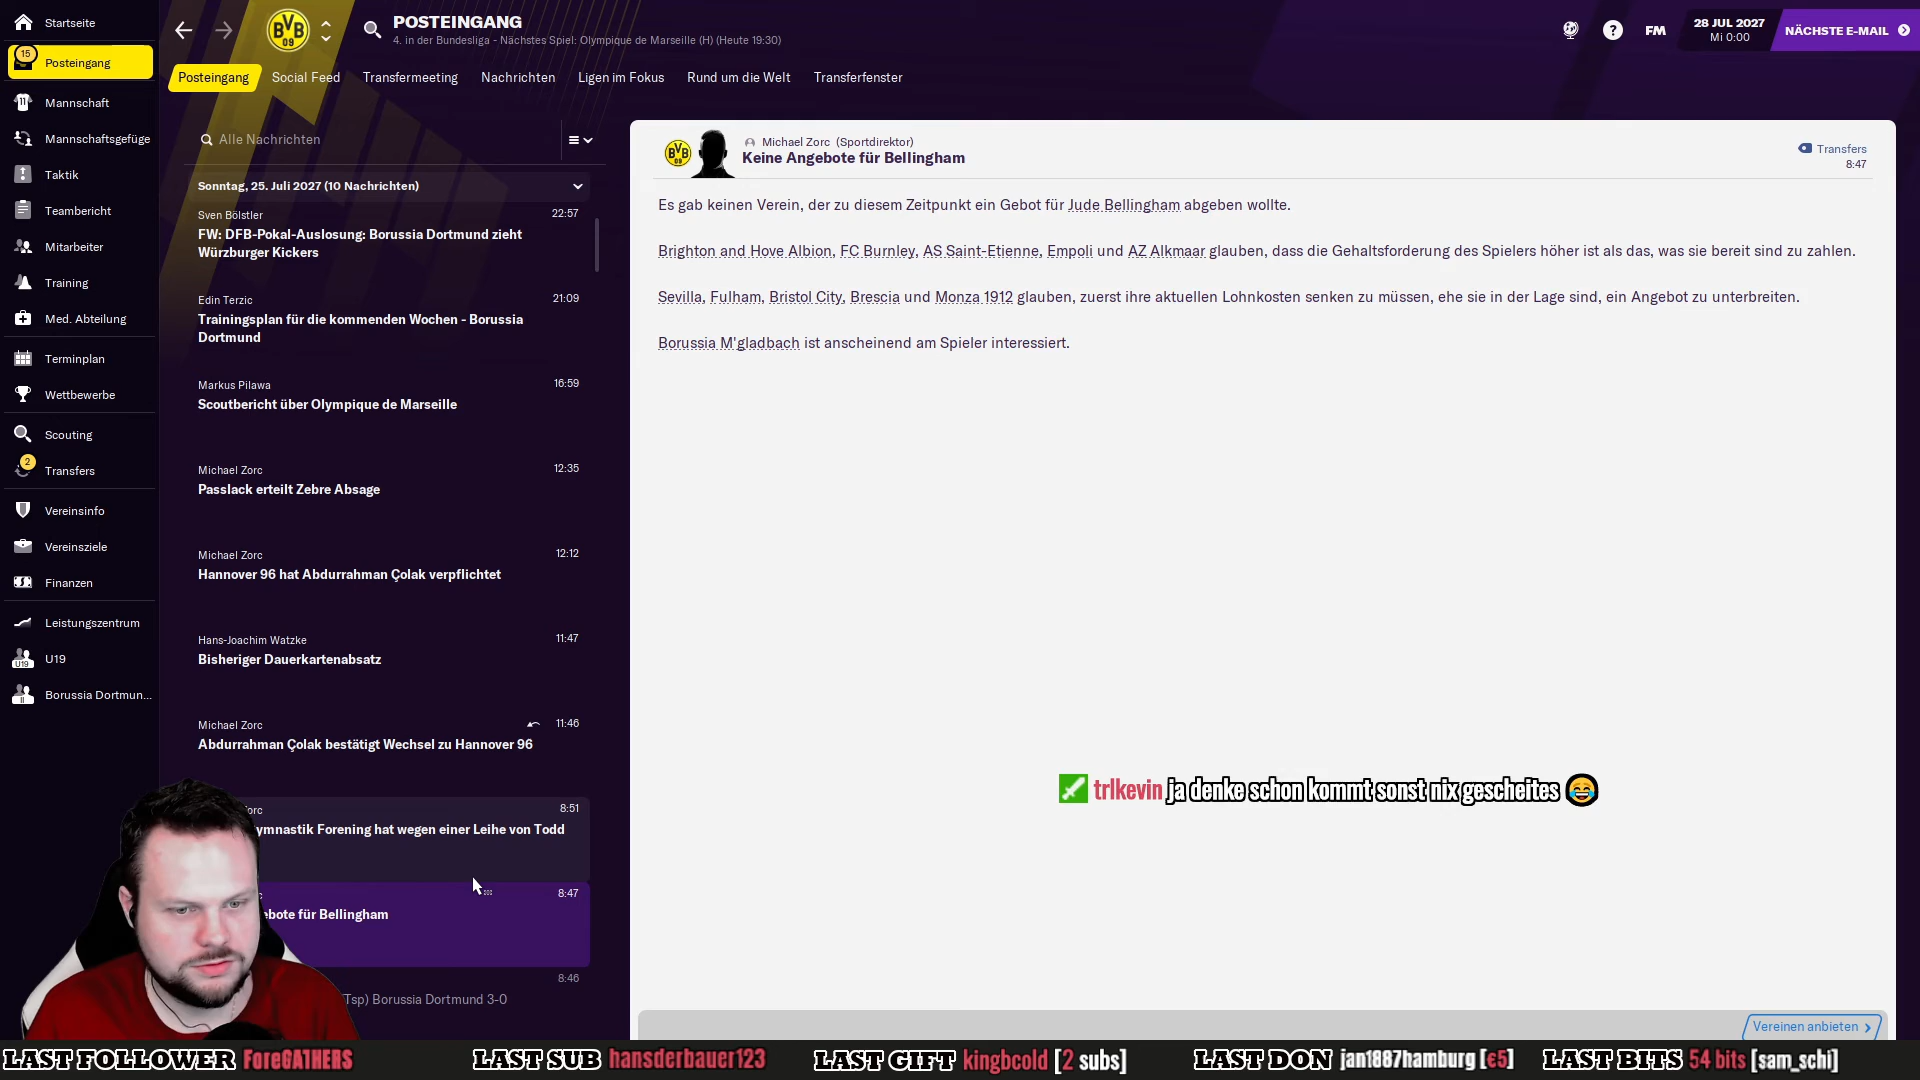 Startseite
15
Posteingang
Mannschaft
Mannschaftsgefüge
Taktik
Teambericht
Mitarbeiter
Training
Med. Abteilung
Terminplan
Wettbewerbe
Scouting
2
Transfers
Vereinsinfo
Vereinsziele
Finanzen
Leistungszentrum
U19
Borussia Dortmun...
BVB
09
POSTEINGANG
4. in der Bundesliga - Nächstes Spiel: Olympique de Marseille (H) (Heute 19:30)
FM
28 JUL 2027
Mi 0:00
NÄCHSTE E-MAIL
Posteingang
Social Feed
Transfermeeting
Nachrichten
Ligen im Fokus
Rund um die Welt
Transferfenster
Alle Nachrichten
Sonntag, 25. Juli 2027 (10 Nachrichten)
Sven Bölstler
22:57
FW: DFB-Pokal-Auslosung: Borussia Dortmund zieht
Würzburger Kickers
Edin Terzic
21:09
Trainingsplan für die kommenden Wochen - Borussia
Dortmund
Markus Pilawa
16:59
Scoutbericht über Olympique de Marseille
Michael Zorc
12:35
Passlack erteilt Zebre Absage
Michael Zorc
12:12
Hannover 96 hat Abdurrahman Çolak verpflichtet
Hans-Joachim Watzke
11:47
Bisheriger Dauerkartenabsatz
Michael Zorc
11:46
Abdurrahman Çolak bestätigt Wechsel zu Hannover 96
8:51
Forening hat wegen einer Leihe von Todd
8:47
für Bellingham
8:46
Borussia Dortmund 3-0
BVB
09
Michael Zorc (Sportdirektor)
Keine Angebote für Bellingham
Transfers
8:47
Es gab keinen Verein, der zu diesem Zeitpunkt ein Gebot für Jude Bellingham abgeben wollte.
Brighton and Hove Albion, FC Burnley, AS Saint-Etienne, Empoli und AZ Alkmaar glauben, dass die Gehaltsforderung des Spielers höher ist als das, was sie bereit sind zu zahlen.
Sevilla, Fulham, Bristol City, Brescia und Monza 1912 glauben, zuerst ihre aktuellen Lohnkosten senken zu müssen, ehe sie in der Lage sind, ein Angebot zu unterbreiten.
Borussia M'gladbach ist anscheinend am Spieler interessiert.
trlkevin ja denke schon kommt sonst nix gescheites 😂
Vereinen anbieten
LAST FOLLOWER ForeGATHERS
LAST SUB hansderbauer123
LAST GIFT kingbcold [2 subs]
LAST DON jan1887hamburg [€5]
LAST BITS 54 bits [sam_schi]